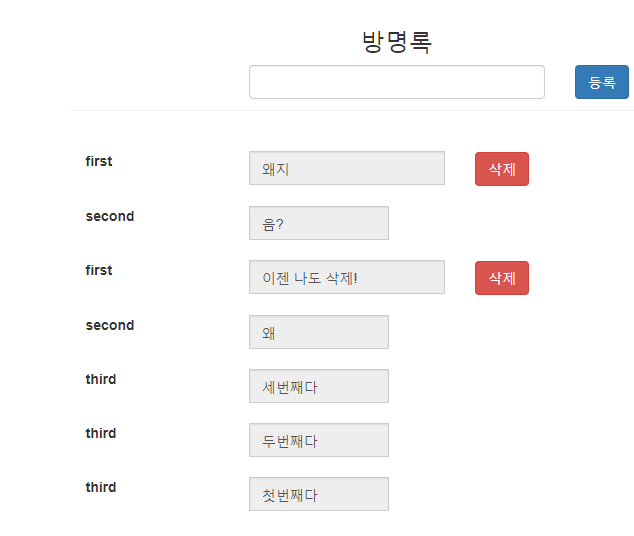 방명록
등록
first 왜지 삭제
second 음?
first 이젠 나도 삭제!  삭제
second 왜
third 세번째다
third 두번째다
third 첫번째다